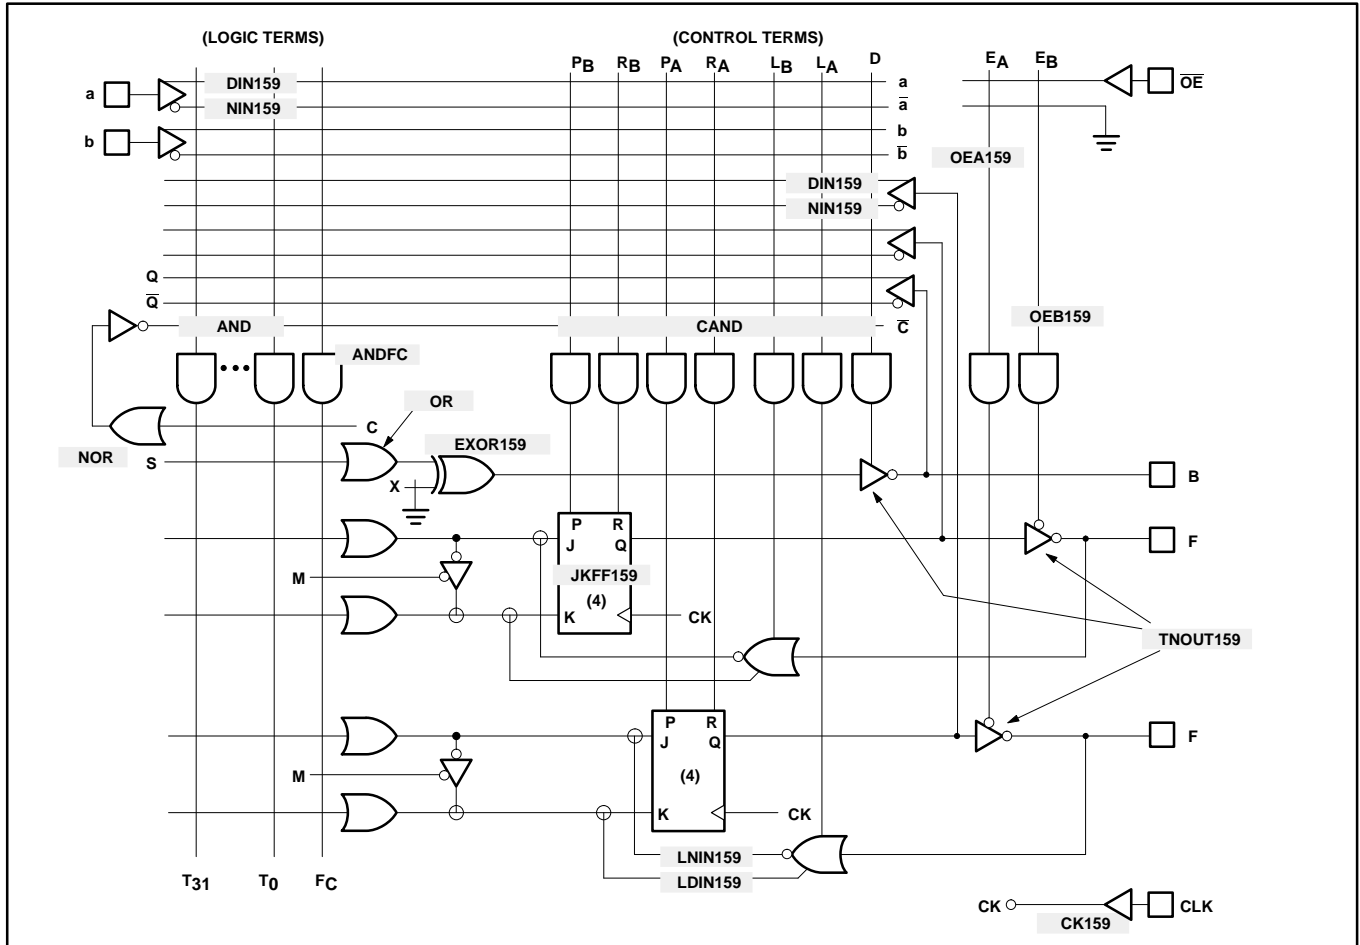 (LOGIC TERMS) (CONTROL TERMS)
PB RB PA RA LB LA D EA EB
a DIN159 a OE̅
NIN159 a̅
b b
b̅
OEA159
DIN159
NIN159
Q
Q̅
OEB159
AND CAND C̅
ANDFC
OR
C
NOR S EXOR159
X B
P R
J Q F
M JKFF159
(4)
K CK
TNOUT159
P R
J Q F
M (4)
K CK
LNIN159
LDIN159
T31 T0 FC
CK CLK
CK159